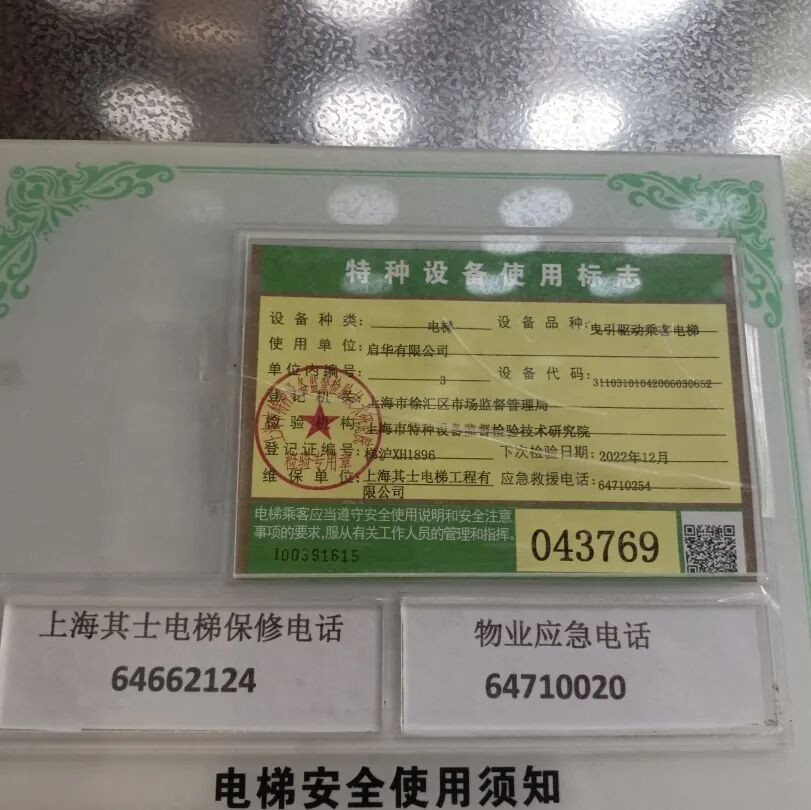 特种设备使用标志
设备种类：电梯 设备品种：曳引驱动乘客电梯
使用单位：启华有限公司
单位内编号：3 设备代码：31103101042006030652
登记机关：上海市徐汇区市场监督管理局
检验机构：上海市特种设备监督检验技术研究院
登记证编号：梯沪XH1896 下次检验日期：2022年12月
维保单位：上海其士电梯工程有限公司 应急救援电话：64710254
检验专用章
电梯乘客应当遵守安全使用说明和安全注意
事项的要求,服从有关工作人员的管理和指挥。
043769
I00381615
上海其士电梯保修电话
64662124
物业应急电话
64710020
电梯安全使用须知